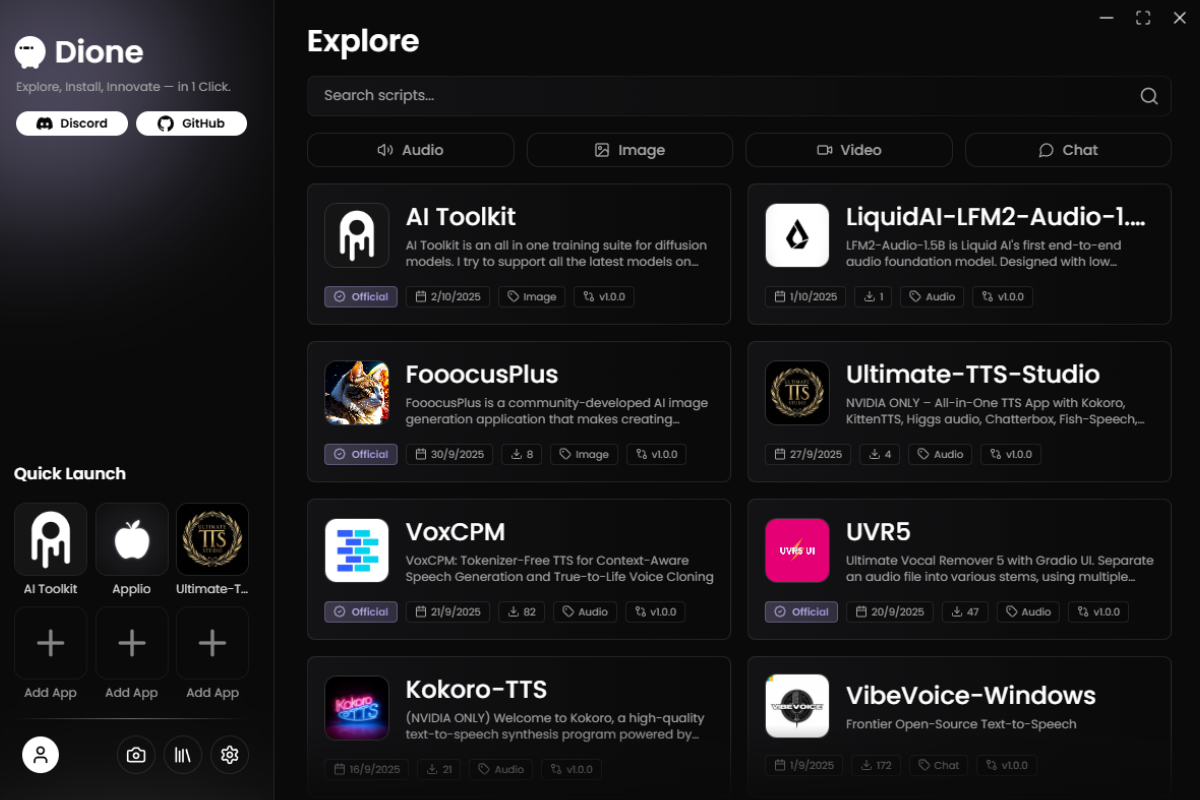 Dione
Explore, Install, Innovate — in 1 Click.
Discord
GitHub
Quick Launch
ULTIMATE
TTS
STUDIO
AI Toolkit
Applio
Ultimate-T...
Add App
Add App
Add App
Explore
Search scripts...
Audio
Image
Video
Chat
AI Toolkit
AI Toolkit is an all in one training suite for diffusion
models. I try to support all the latest models on...
Official
2/10/2025
Image
v1.0.0
LiquidAI-LFM2-Audio-1....
LFM2-Audio-1.5B is Liquid AI's first end-to-end
audio foundation model. Designed with low...
1/10/2025
1
Audio
v1.0.0
FooocusPlus
FooocusPlus is a community-developed AI image
generation application that makes creating...
Official
30/9/2025
8
Image
v1.0.0
ULTIMATE
TTS
STUDIO
Ultimate-TTS-Studio
NVIDIA ONLY – All-in-One TTS App with Kokoro,
KittenTTS, Higgs audio, Chatterbox, Fish-Speech,...
27/9/2025
4
Audio
v1.0.0
VoxCPM
VoxCPM: Tokenizer-Free TTS for Context-Aware
Speech Generation and True-to-Life Voice Cloning
Official
21/9/2025
82
Audio
v1.0.0
UVR5 UI
UVR5
Ultimate Vocal Remover 5 with Gradio UI. Separate
an audio file into various stems, using multiple...
Official
20/9/2025
47
Audio
v1.0.0
Kokoro
TTS
Kokoro-TTS
(NVIDIA ONLY) Welcome to Kokoro, a high-quality
text-to-speech synthesis program powered by...
16/9/2025
21
Audio
v1.0.0
VIBEVOICE
VibeVoice-Windows
Frontier Open-Source Text-to-Speech
1/9/2025
172
Chat
v1.0.0